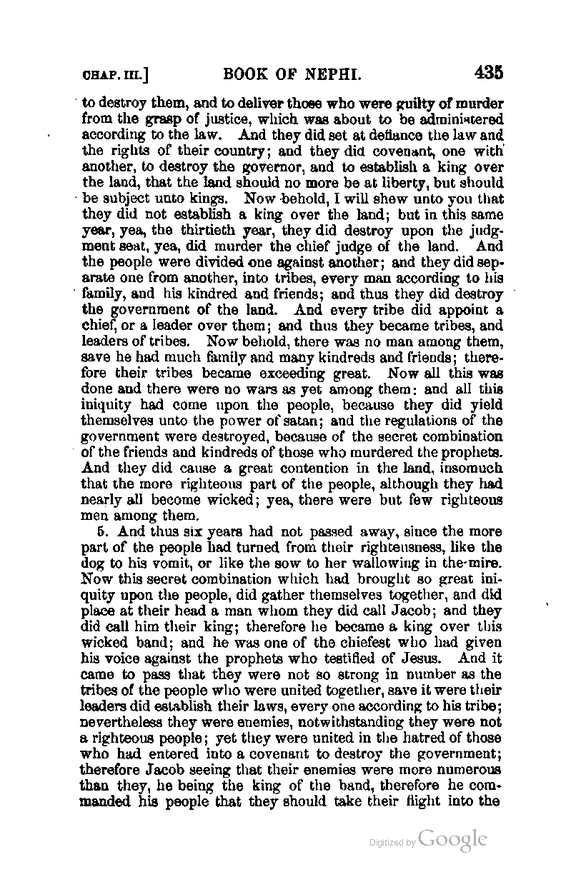 CHAP. III.] BOOK OF NEPHI. 435
to destroy them, and to deliver those who were guilty of murder
from the grasp of justice, which was about to be administered
according to the law. And they did set at defiance the law and
the rights of their country; and they did covenant, one with
another, to destroy the governor, and to establish a king over
the land, that the land should no more be at liberty, but should
be subject unto kings. Now behold, I will shew unto you that
they did not establish a king over the land; but in this same
year, yea, the thirtieth year, they did destroy upon the judg-
ment seat, yea, did murder the chief judge of the land. And
the people were divided one against another; and they did sep-
arate one from another, into tribes, every man according to his
family, and his kindred and friends; and thus they did destroy
the government of the land. And every tribe did appoint a
chief, or a leader over them; and thus they became tribes, and
leaders of tribes. Now behold, there was no man among them,
save he had much family and many kindreds and friends; there-
fore their tribes became exceeding great. Now all this was
done and there were no wars as yet among them: and all this
iniquity had come upon the people, because they did yield
themselves unto the power of satan; and the regulations of the
government were destroyed, because of the secret combination
of the friends and kindreds of those who murdered the prophets.
And they did cause a great contention in the land, insomuch
that the more righteous part of the people, although they had
nearly all become wicked; yea, there were but few righteous
men among them.
5. And thus six years had not passed away, since the more
part of the people had turned from their righteusness, like the
dog to his vomit, or like the sow to her wallowing in the mire.
Now this secret combination which had brought so great ini-
quity upon the people, did gather themselves together, and did
place at their head a man whom they did call Jacob; and they
did call him their king; therefore he became a king over this
wicked band; and he was one of the chiefest who had given
his voice against the prophets who testified of Jesus. And it
came to pass that they were not so strong in number as the
tribes of the people who were united together, save it were their
leaders did establish their laws, every one according to his tribe;
nevertheless they were enemies, notwithstanding they were not
a righteous people; yet they were united in the hatred of those
who had entered into a covenant to destroy the government;
therefore Jacob seeing that their enemies were more numerous
than they, he being the king of the band, therefore he com-
manded his people that they should take their flight into the
Digitized by Google